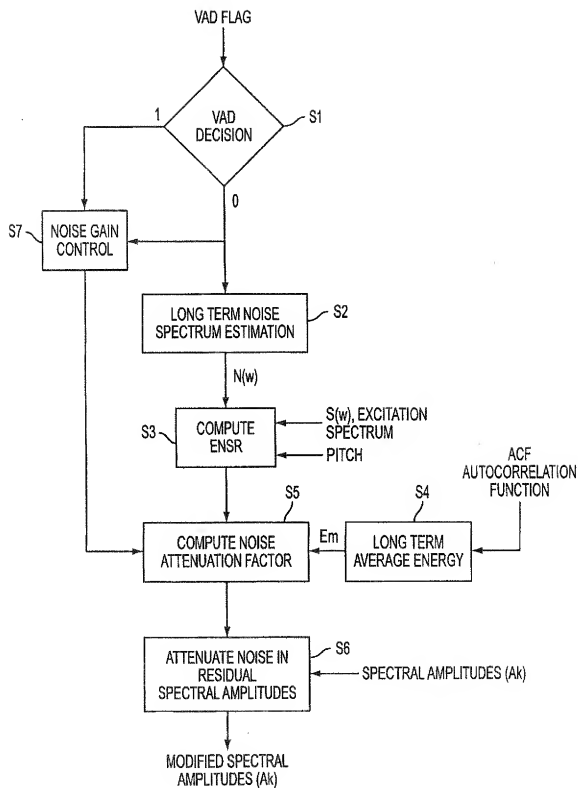 VAD FLAG
1
VAD
DECISION
S1
0
S7
NOISE GAIN
CONTROL
LONG TERM NOISE
SPECTRUM ESTIMATION
S2
N(w)
S3
COMPUTE
ENSR
S(w), EXCITATION
SPECTRUM
PITCH
ACF
AUTOCORRELATION
FUNCTION
S5
S4
COMPUTE NOISE
ATTENUATION FACTOR
Em
LONG TERM
AVERAGE ENERGY
S6
ATTENUATE NOISE IN
RESIDUAL
SPECTRAL AMPLITUDES
SPECTRAL AMPLITUDES (Ak)
MODIFIED SPECTRAL
AMPLITUDES (Ak)